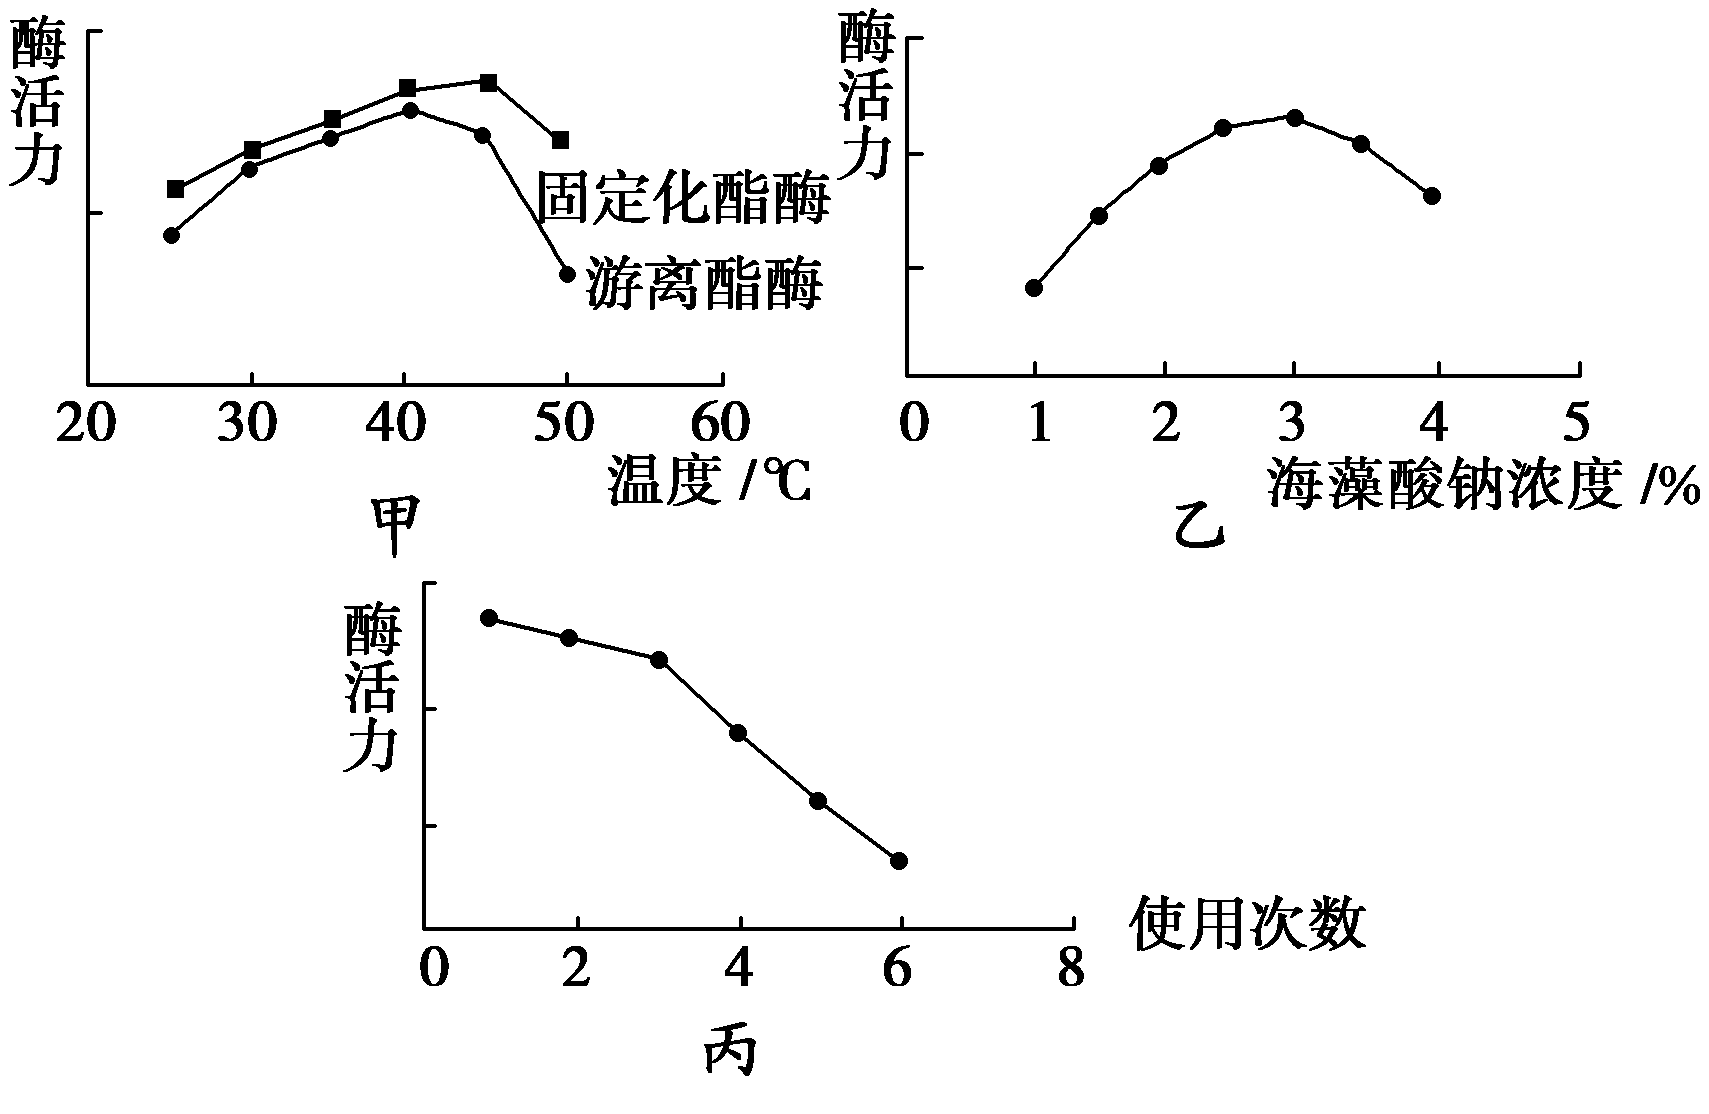 酶活力
固定化酯酶
游离酯酶
20 30 40 50 60
温度/℃
甲
酶活力
0 1 2 3 4 5
海藻酸钠浓度/%
乙
酶活力
0 2 4 6 8
使用次数
丙